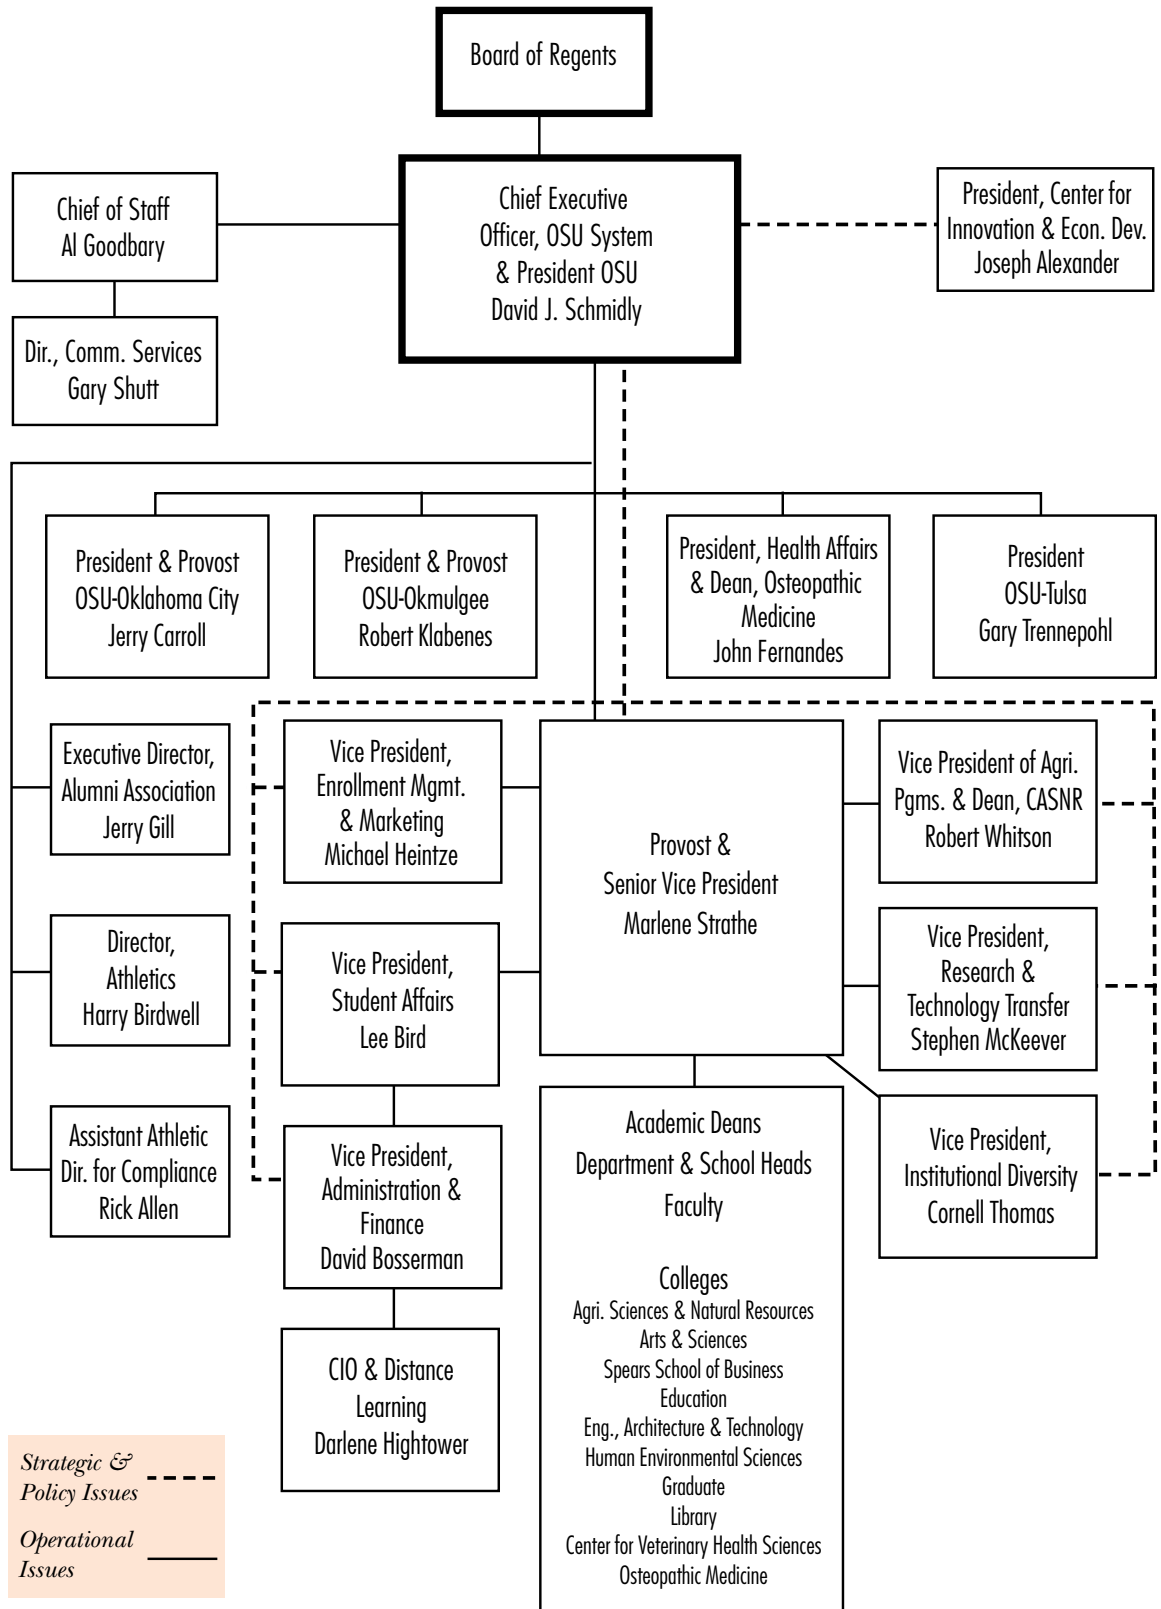 Board of Regents
Chief Executive
Officer, OSU System
& President OSU
David J. Schmidly
Chief of Staff
Al Goodbary
President, Center for
Innovation & Econ. Dev.
Joseph Alexander
Dir., Comm. Services
Gary Shutt
President & Provost
OSU-Oklahoma City
Jerry Carroll
President & Provost
OSU-Okmulgee
Robert Klabenes
President, Health Affairs
& Dean, Osteopathic
Medicine
John Fernandes
President
OSU-Tulsa
Gary Trennepohl
Executive Director,
Alumni Association
Jerry Gill
Vice President,
Enrollment Mgmt.
& Marketing
Michael Heintze
Provost &
Senior Vice President
Marlene Strathe
Vice President of Agri.
Pgms. & Dean, CASNR
Robert Whitson
Director,
Athletics
Harry Birdwell
Vice President,
Student Affairs
Lee Bird
Vice President,
Research &
Technology Transfer
Stephen McKeever
Assistant Athletic
Dir. for Compliance
Rick Allen
Vice President,
Administration &
Finance
David Bosserman
Academic Deans
Department & School Heads
Faculty
Colleges
Agri. Sciences & Natural Resources
Arts & Sciences
Spears School of Business
Education
Eng., Architecture & Technology
Human Environmental Sciences
Graduate
Library
Center for Veterinary Health Sciences
Osteopathic Medicine
Vice President,
Institutional Diversity
Cornell Thomas
CIO & Distance
Learning
Darlene Hightower
Strategic &
Policy Issues
Operational
Issues